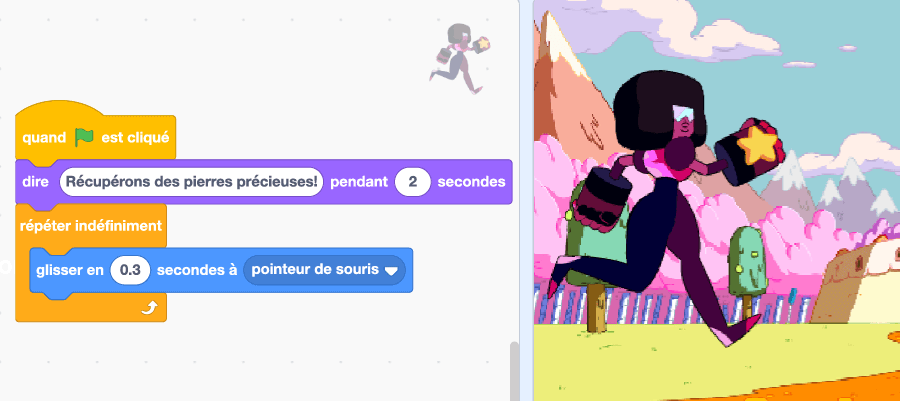 quand est cliqué
dire Récupérons des pierres précieuses! pendant 2 secondes
répéter indéfiniment
glisser en 0.3 secondes à pointeur de souris